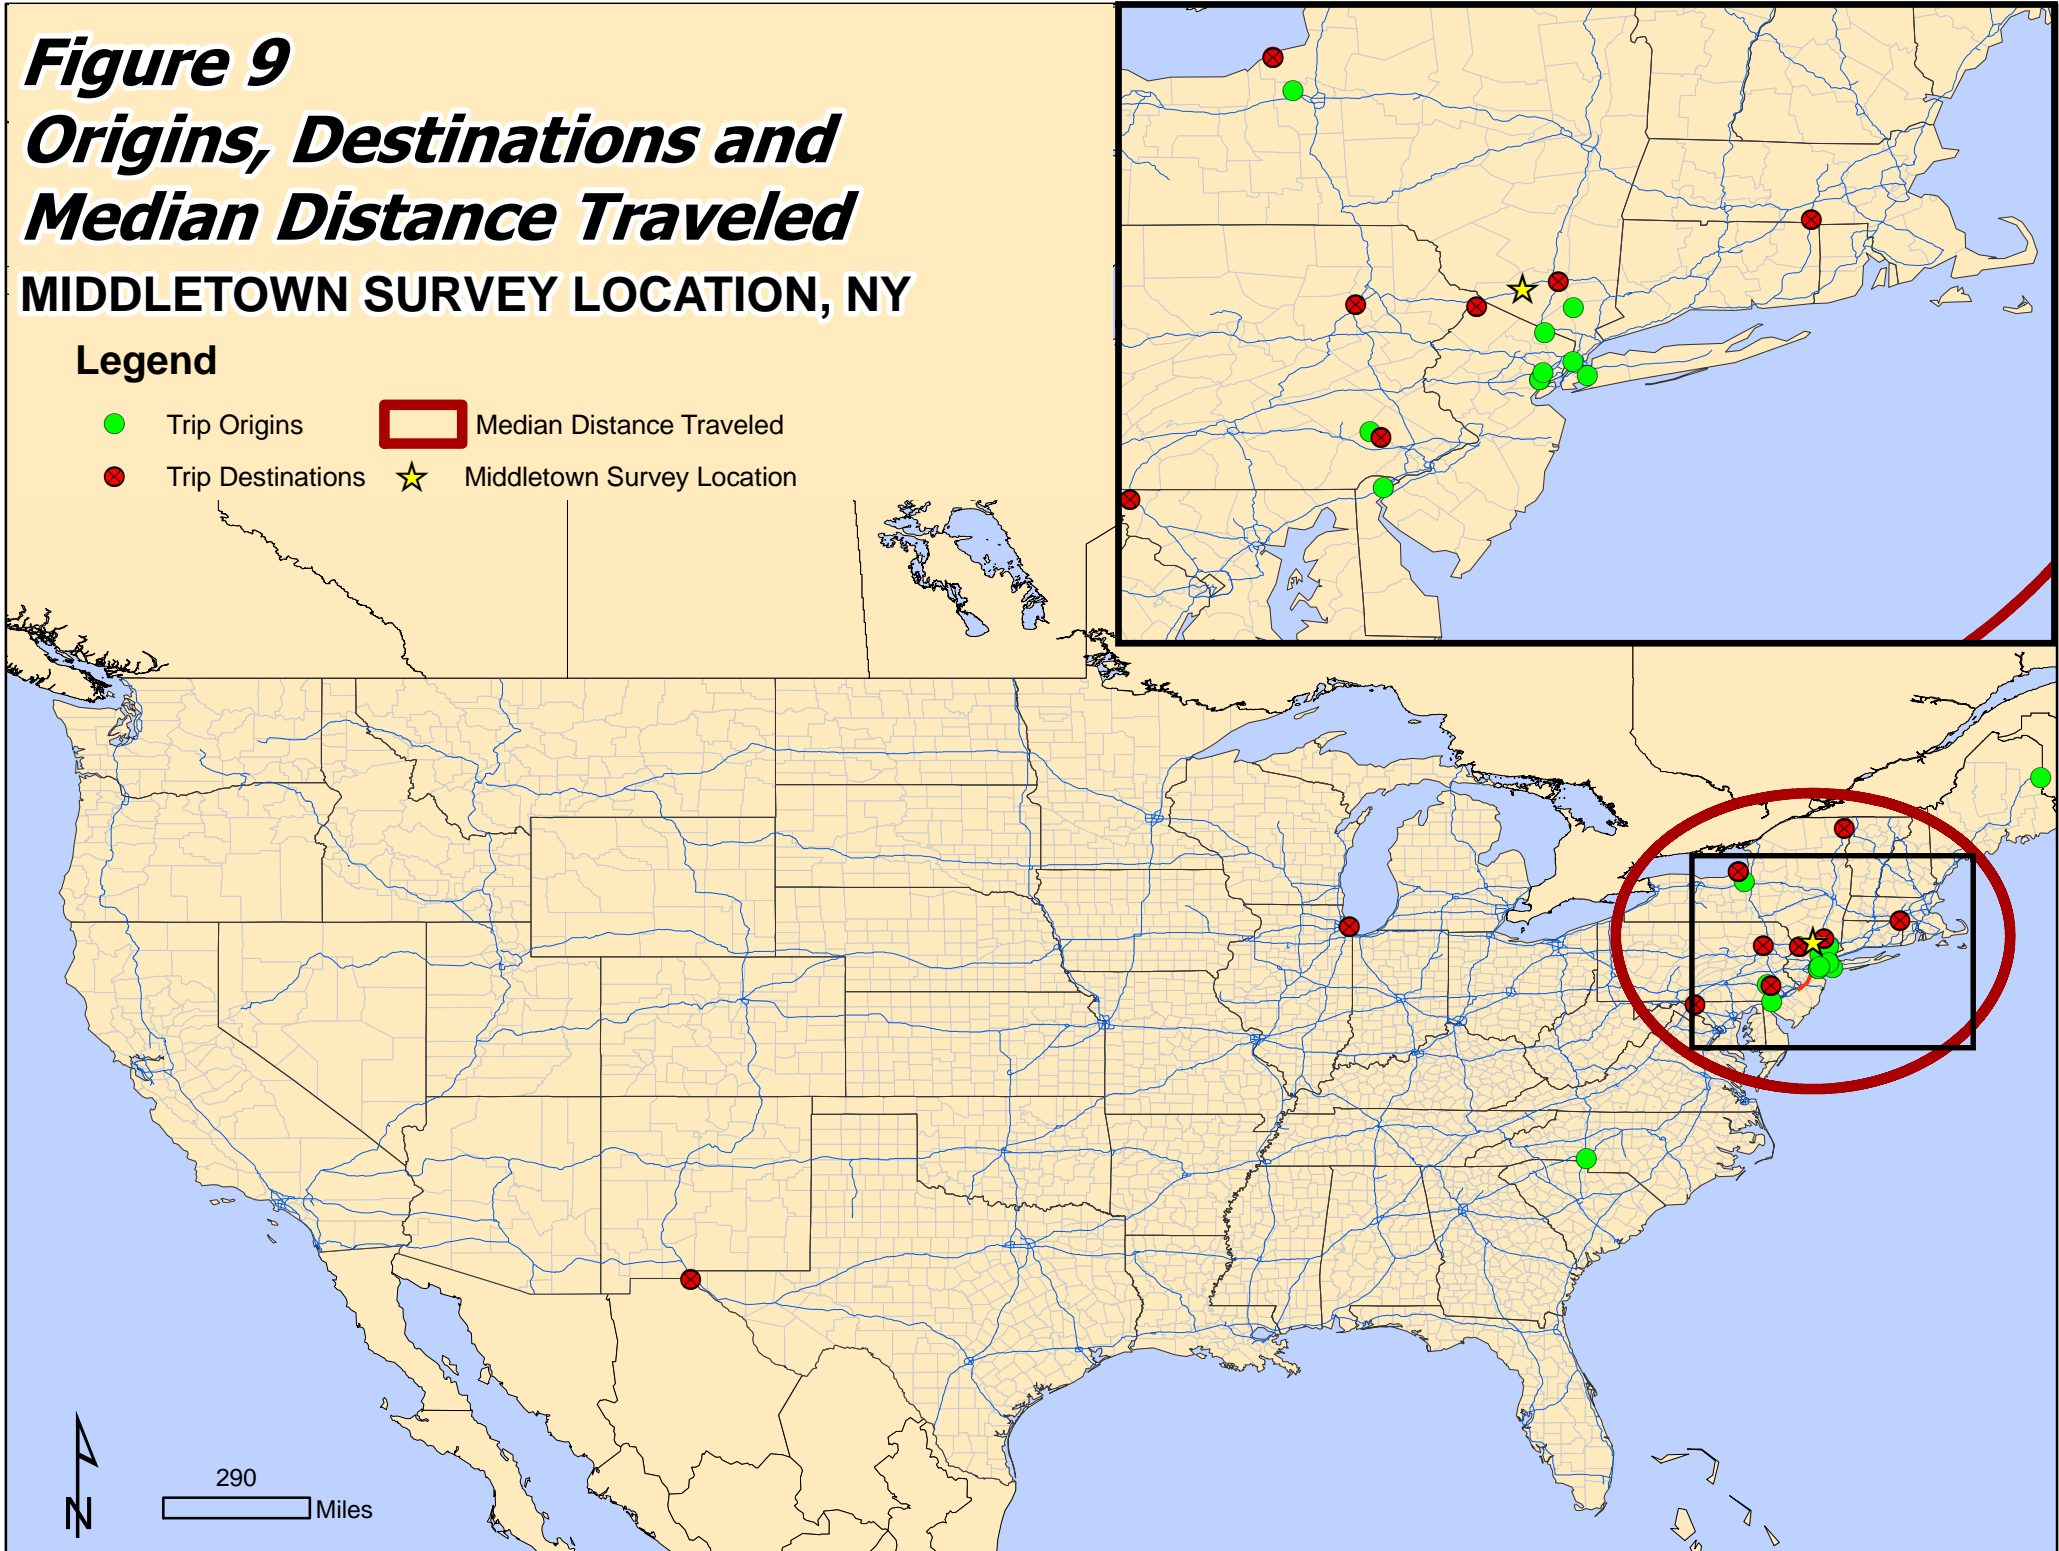 Figure 9
Origins, Destinations and
Median Distance Traveled
MIDDLETOWN SURVEY LOCATION, NY
Legend
Trip Origins
Median Distance Traveled
Trip Destinations
Middletown Survey Location
N
290
Miles